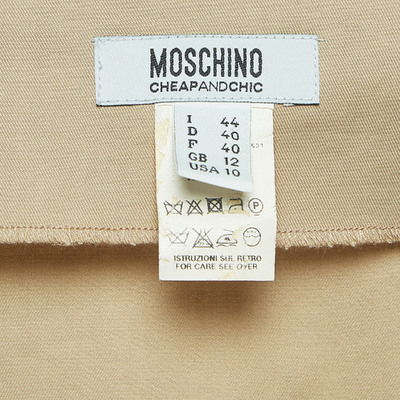 MOSCHINO
CHEAPANDCHIC
I 44
D 40
F 40
GB 12
USA 10
ISTRUZIONI SUL RETRO
FOR CARE SEE OVER